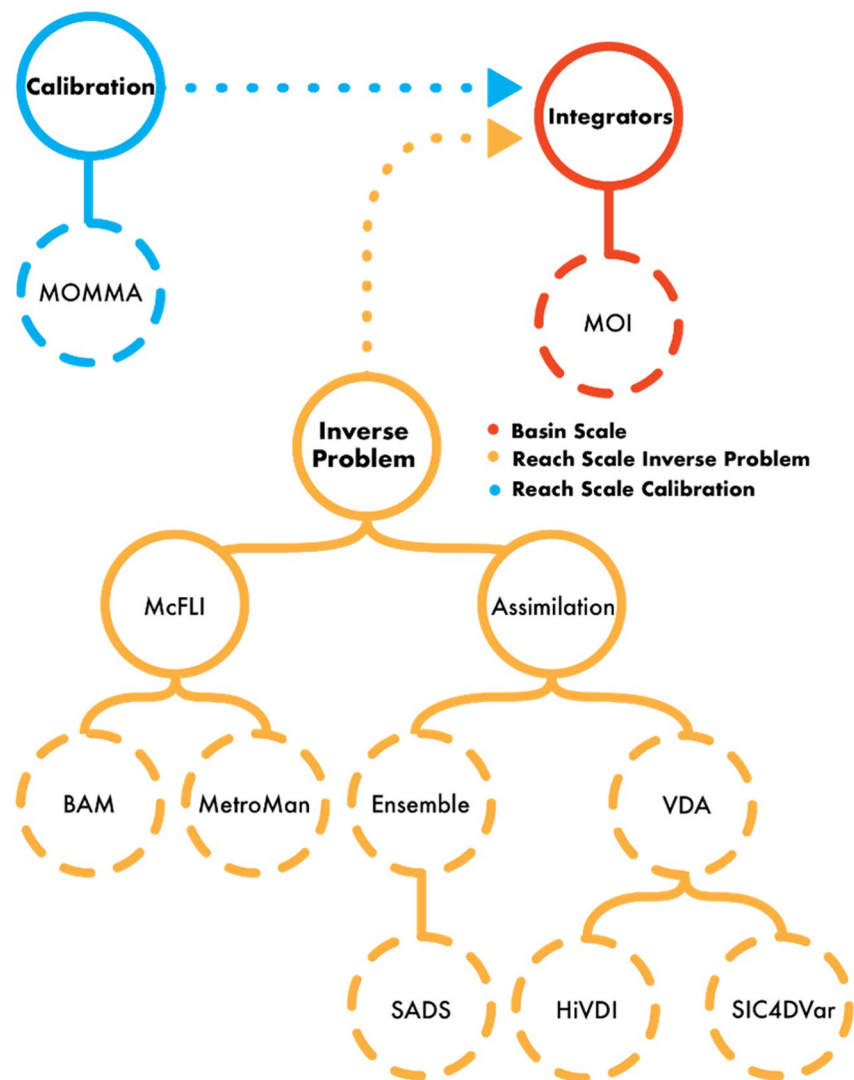 Calibration
Integrators
MOMMA
MOI
Inverse
Problem
Basin Scale
Reach Scale Inverse Problem
Reach Scale Calibration
McFLI
Assimilation
BAM
MetroMan
Ensemble
VDA
SADS
HiVDI
SIC4DVar